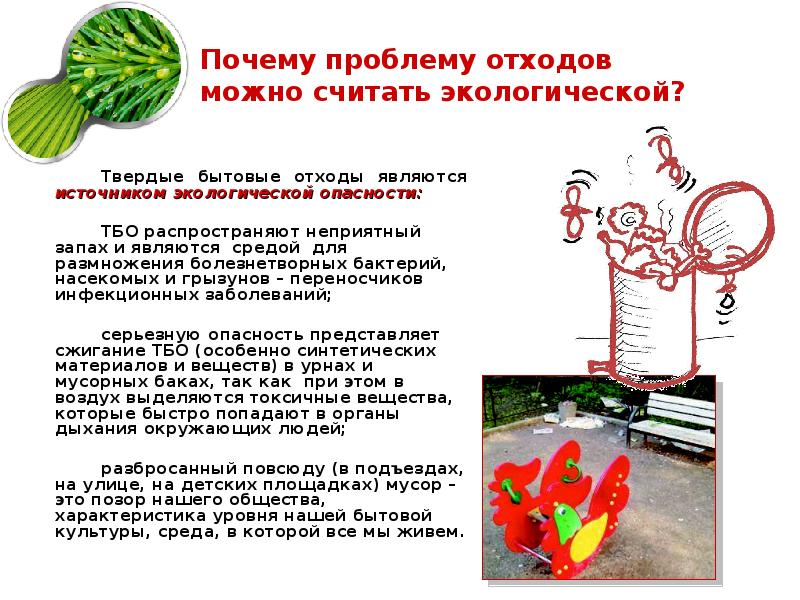 Почему проблему отходов
можно считать экологической?
Твердые бытовые отходы являются
источником экологической опасности:
ТБО распространяют неприятный
запах и являются средой для
размножения болезнетворных бактерий,
насекомых и грызунов – переносчиков
инфекционных заболеваний;
серьезную опасность представляет
сжигание ТБО (особенно синтетических
материалов и веществ) в урнах и
мусорных баках, так как при этом в
воздух выделяются токсичные вещества,
которые быстро попадают в органы
дыхания окружающих людей;
разбросанный повсюду (в подъездах,
на улице, на детских площадках) мусор –
это позор нашего общества,
характеристика уровня нашей бытовой
культуры, среда, в которой все мы живем.